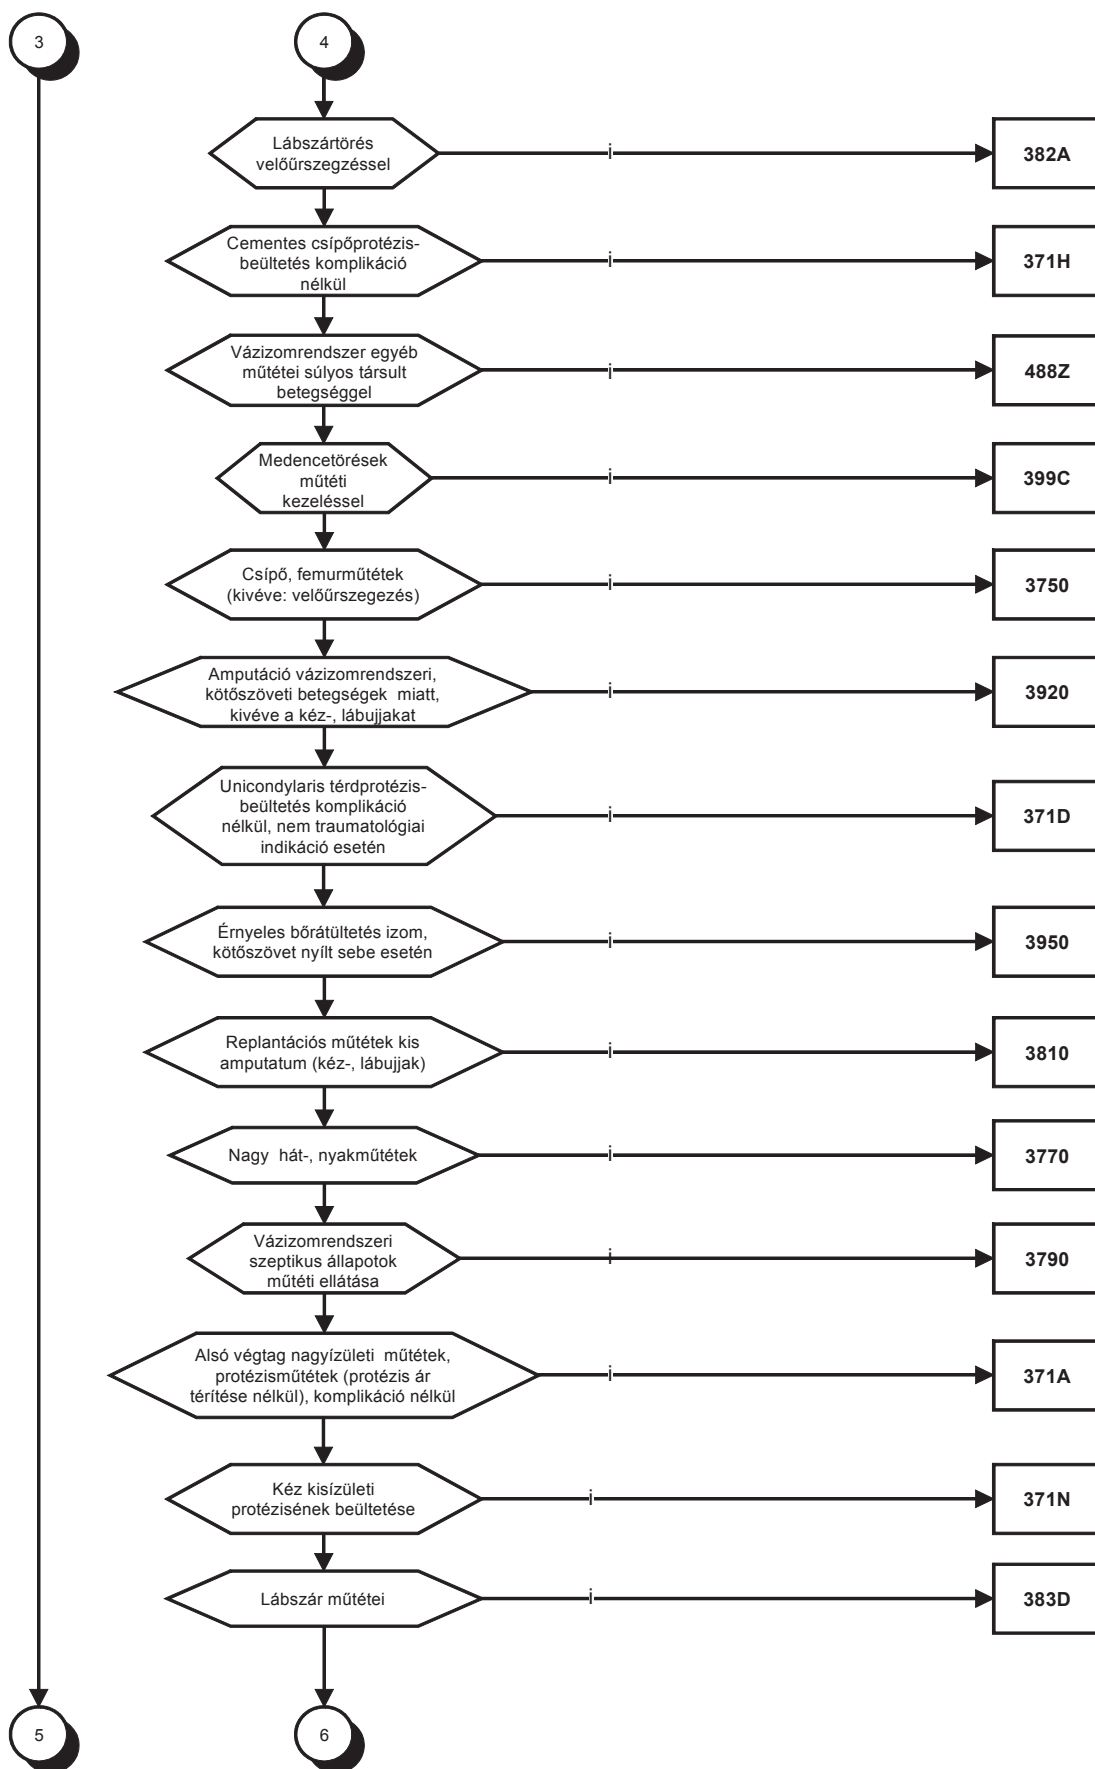 3
4
Lábszártörés
velőűrszegzéssel
i
382A
Cementes csípőprotézis-
beültetés komplikáció
nélkül
i
371H
Vázizomrendszer egyéb
műtétei súlyos társult
betegséggel
i
488Z
Medencetörések
műtéti
kezeléssel
i
399C
Csípő, femurműtétek
(kivéve: velőűrszegezés)
i
3750
Amputáció vázizomrendszeri,
kötőszöveti betegségek miatt,
kivéve a kéz-, lábujjakat
i
3920
Unicondylaris térdprotézis-
beültetés komplikáció
nélkül, nem traumatológiai
indikáció esetén
i
371D
Érnyeles bőrátültetés izom,
kötőszövet nyílt sebe esetén
i
3950
Replantációs műtétek kis
amputatum (kéz-, lábujjak)
i
3810
Nagy hát-, nyakműtétek
i
3770
Vázizomrendszeri
szeptikus állapotok
műtéti ellátása
i
3790
Alsó végtag nagyízületi műtétek,
protézisműtétek (protézis ár
térítése nélkül), komplikáció nélkül
i
371A
Kéz kisízületi
protézisének beültetése
i
371N
Lábszár műtétei
i
383D
5
6